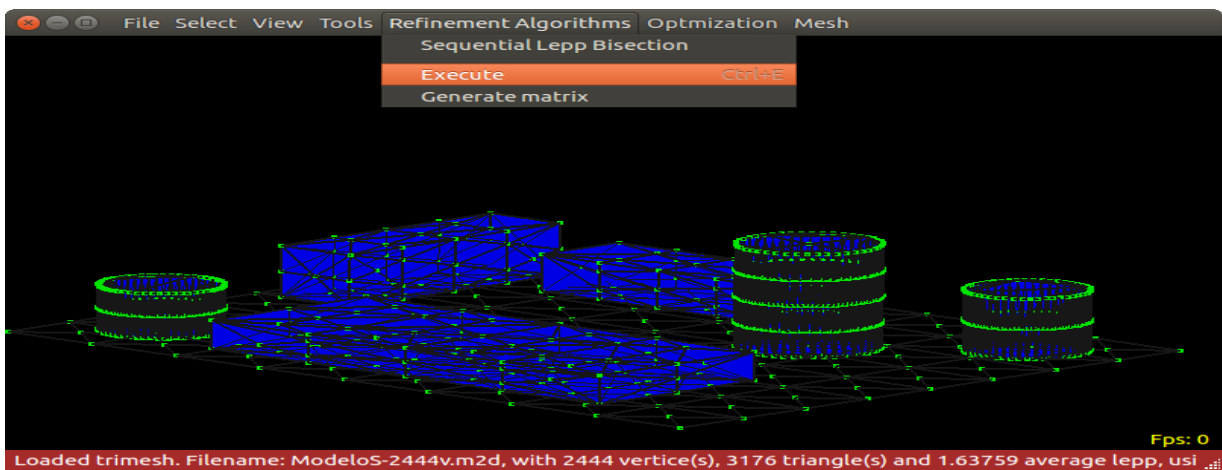 File Select View Tools Refinement Algorithms Optmization Mesh
Sequential Lepp Bisection
Execute Ctrl+E
Generate matrix
Fps: 0
Loaded trimesh. Filename: ModeloS-2444v.m2d, with 2444 vertice(s), 3176 triangle(s) and 1.63759 average lepp, usi